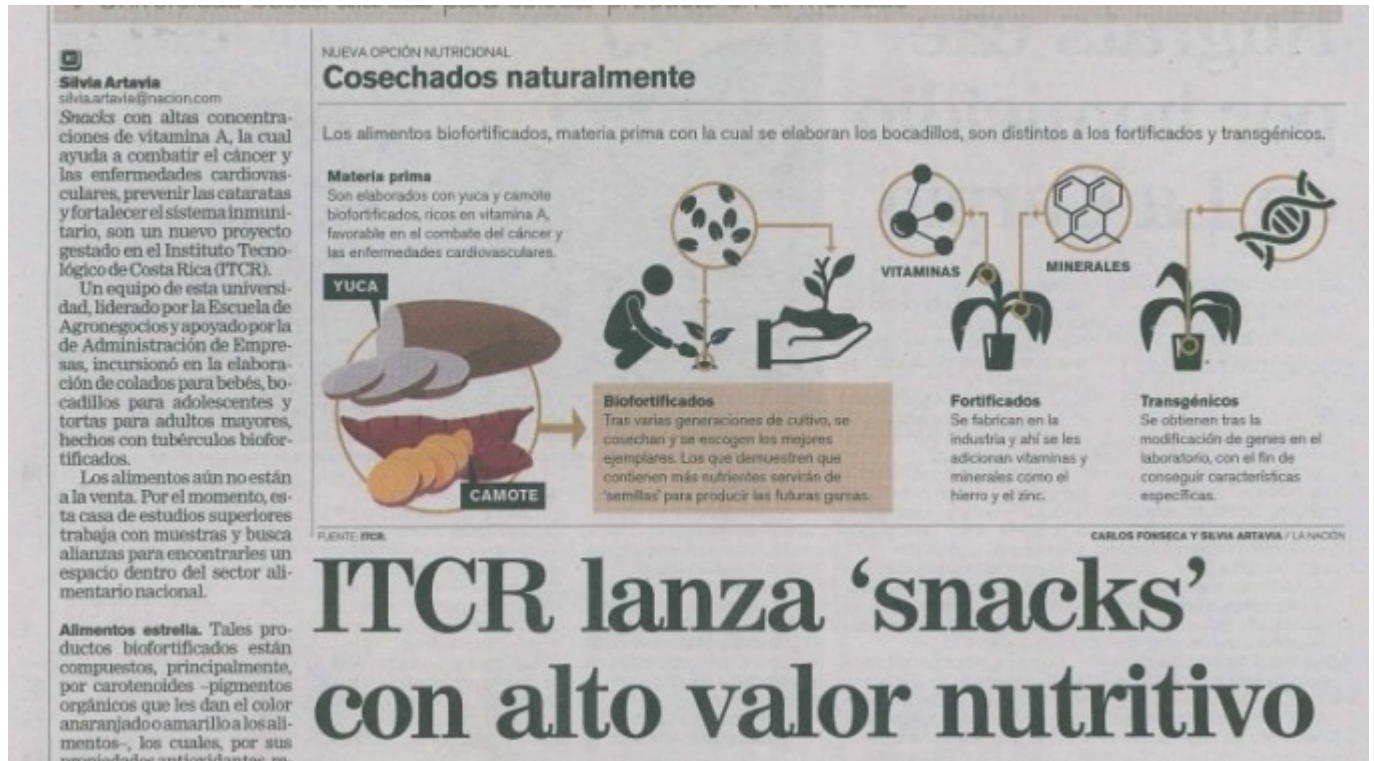 Silvia Artavia
silvia.artavia@nacion.com
Snacks con altas concentra-
ciones de vitamina A, la cual
ayuda a combatir el cáncer y
las enfermedades cardiovas-
culares, prevenir las cataratas
y fortalecer el sistema inmuni-
tario, son un nuevo proyecto
gestado en el Instituto Tecno-
lógico de Costa Rica (ITCR).
Un equipo de esta universi-
dad, liderado por la Escuela de
Agronegocios y apoyado por la
de Administración de Empre-
sas, incursionó en la elabora-
ción de colados para bebés, bo-
cadillos para adolescentes y
tortas para adultos mayores,
hechos con tubérculos biofor-
tificados.
Los alimentos aún no están
a la venta. Por el momento, es-
ta casa de estudios superiores
trabaja con muestras y busca
alianzas para encontrarles un
espacio dentro del sector ali-
mentario nacional.
Alimentos estrella. Tales pro-
ductos biofortificados están
compuestos, principalmente,
por carotenoides –pigmentos
orgánicos que les dan el color
anaranjado o amarillo a los ali-
mentos–, los cuales, por sus
NUEVA OPCIÓN NUTRICIONAL
Cosechados naturalmente
Los alimentos biofortificados, materia prima con la cual se elaboran los bocadillos, son distintos a los fortificados y transgénicos.
Materia prima
Son elaborados con yuca y camote
biofortificados, ricos en vitamina A,
favorable en el combate del cáncer y
las enfermedades cardiovasculares.
YUCA
CAMOTE
Biofortificados
Tras varias generaciones de cultivo, se
cosechan y se escogen los mejores
ejemplares. Los que demuestren que
contienen más nutrientes servirán de
'semillas' para producir las futuras gamas.
VITAMINAS
MINERALES
Fortificados
Se fabrican en la
industria y ahí se les
adicionan vitaminas y
minerales como el
hierro y el zinc.
Transgénicos
Se obtienen tras la
modificación de genes en el
laboratorio, con el fin de
conseguir características
específicas.
FUENTE: ITCR.
CARLOS FONSECA Y SILVIA ARTAVIA / LA NACIÓN
ITCR lanza ‘snacks’
con alto valor nutritivo